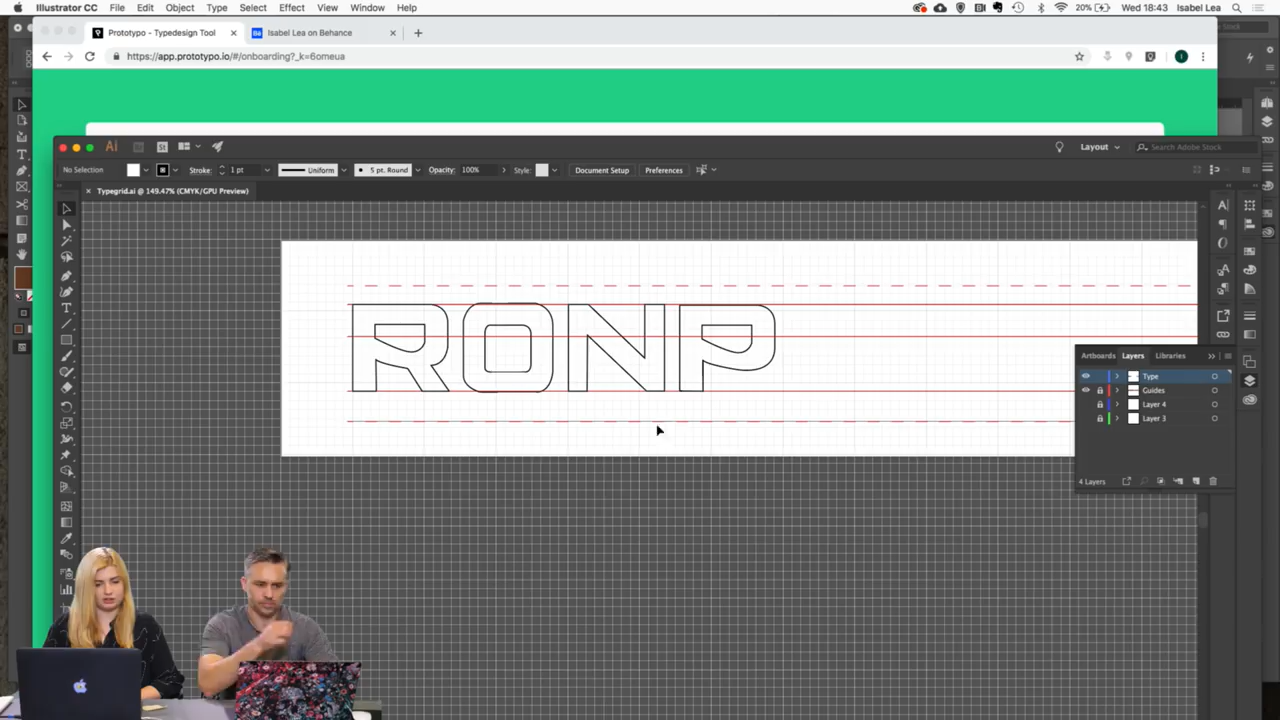 Illustrator CC File Edit Object Type Select Effect View Window Help 20% Wed 18:43 Isabel Lea
Prototypo - Typedesign Tool Isabel Lea on Behance
https://app.prototypo.io/#/onboarding?_k=6omeua
Ai St Layout Search Adobe Stock
No Selection Stroke: 1 pt Uniform 5 pt. Round Opacity: 100% Style: Document Setup Preferences
Typegrid.ai @ 149.47% (CMYK/GPU Preview)
RONP
Artboards Layers Libraries
Type
Guides
Layer 4
Layer 3
4 Layers